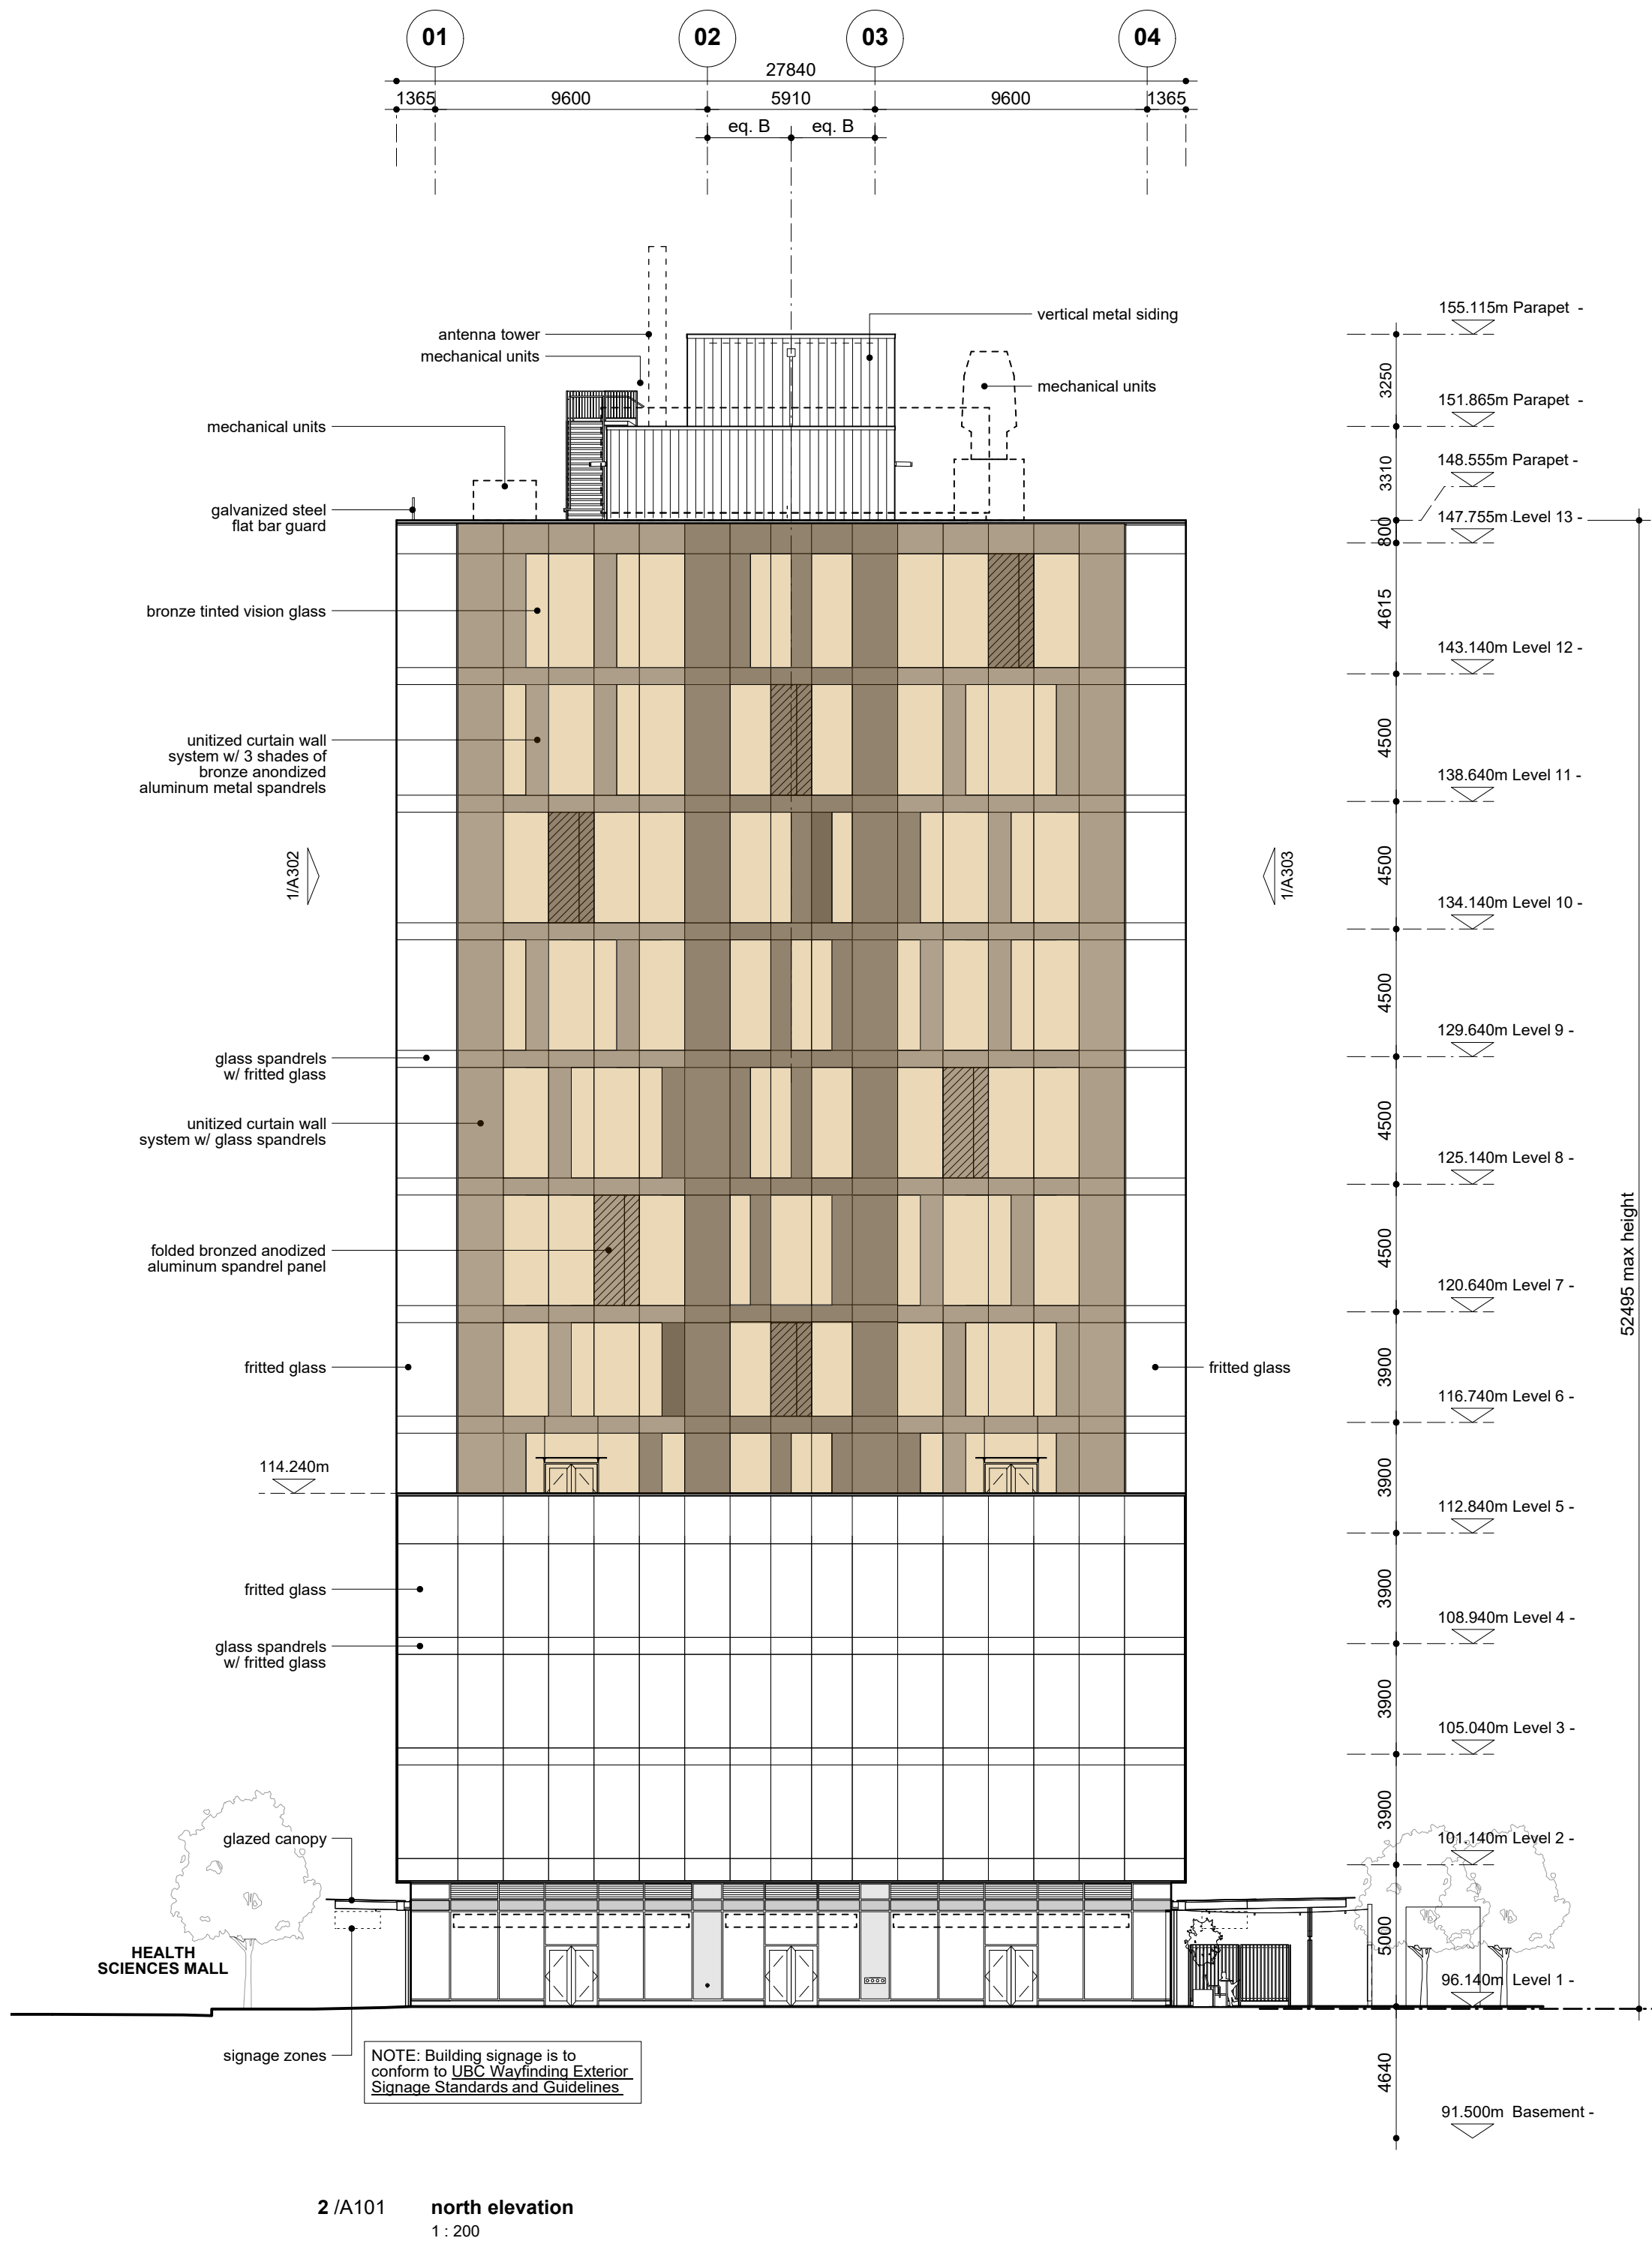 01 02 03 04
27840
1365 9600 5910 9600 1365
eq. B eq. B
155.115m Parapet -
vertical metal siding
antenna tower
mechanical units
3250
mechanical units
151.865m Parapet -
mechanical units
148.555m Parapet -
3310
galvanized steel
flat bar guard
147.755m Level 13 -
800
bronze tinted vision glass
4615
143.140m Level 12 -
unitized curtain wall
system w/ 3 shades of
bronze anondized
aluminum metal spandrels
4500
138.640m Level 11 -
1/A302
1/A303
4500
134.140m Level 10 -
4500
129.640m Level 9 -
glass spandrels
w/ fritted glass
unitized curtain wall
system w/ glass spandrels
4500
125.140m Level 8 -
folded bronzed anodized
aluminum spandrel panel
4500
52495 max height
120.640m Level 7 -
fritted glass
fritted glass
3900
116.740m Level 6 -
114.240m
3900
112.840m Level 5 -
fritted glass
3900
108.940m Level 4 -
glass spandrels
w/ fritted glass
3900
105.040m Level 3 -
3900
glazed canopy
101.140m Level 2 -
5000
HEALTH
SCIENCES MALL
96.140m Level 1 -
signage zones
NOTE: Building signage is to
conform to UBC Wayfinding Exterior
Signage Standards and Guidelines
4640
91.500m Basement -
2 /A101 north elevation
1 : 200